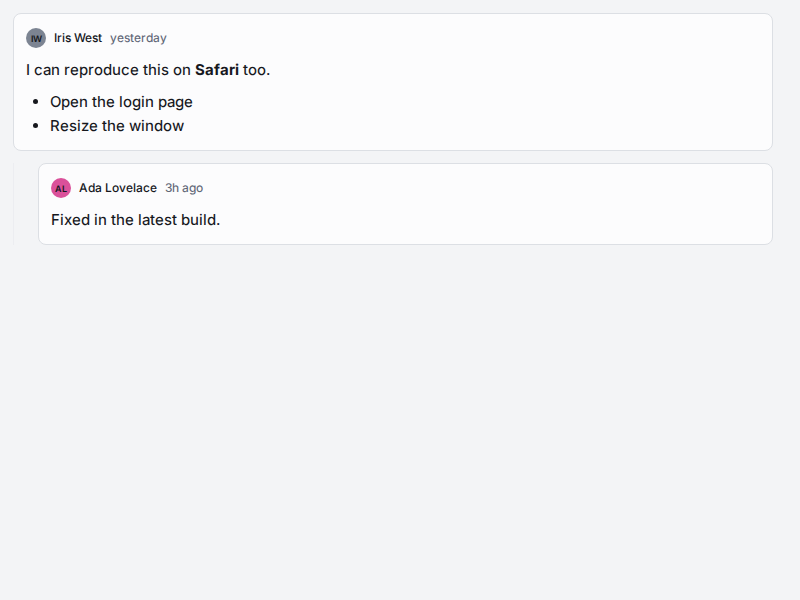 IW Iris West yesterday
I can reproduce this on Safari too.
Open the login page
Resize the window
AL Ada Lovelace 3h ago
Fixed in the latest build.